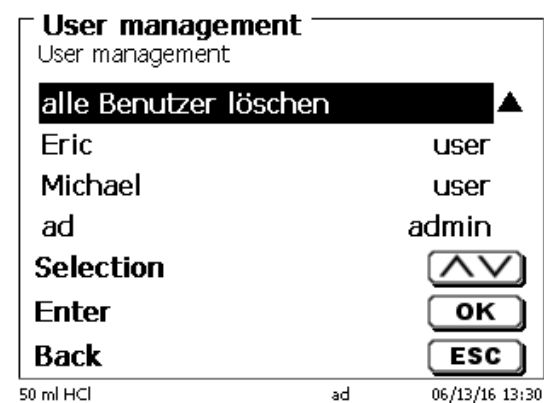 User management
User management
alle Benutzer löschen
Eric user
Michael user
ad admin
Selection
Enter OK
Back ESC
50 ml HCl ad 06/13/16 13:30